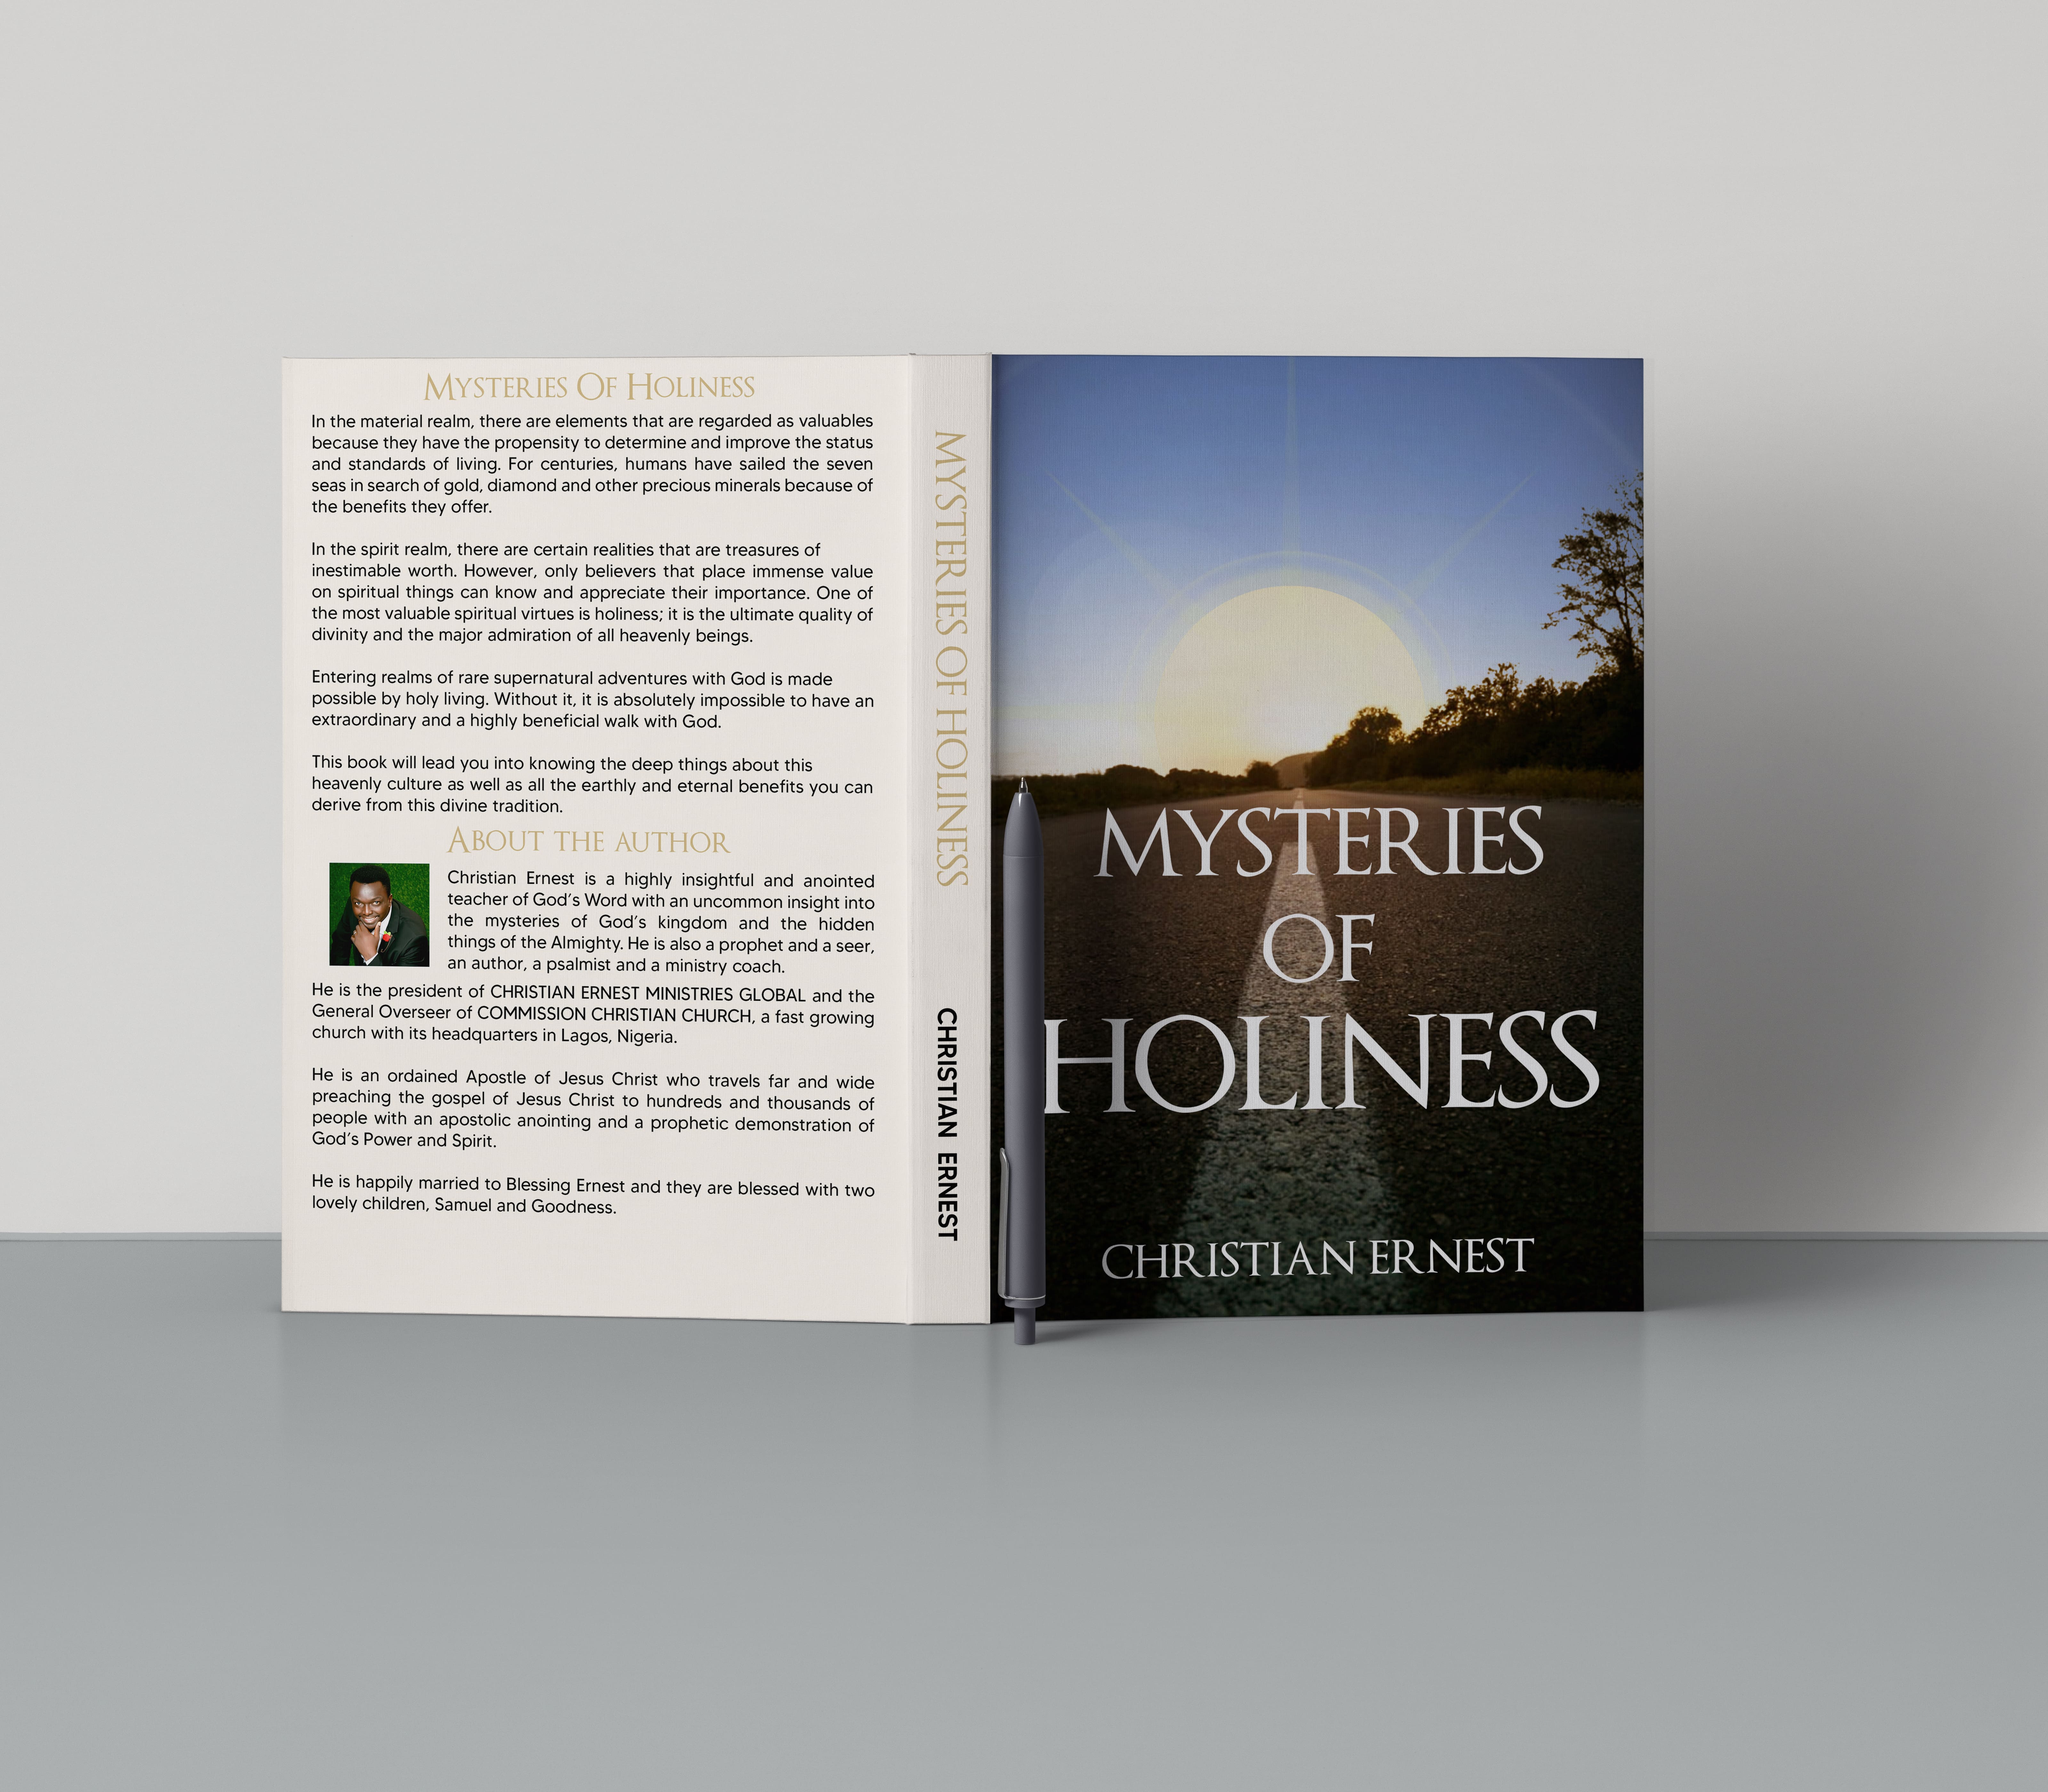 MYSTERIES OF HOLINESS
In the material realm, there are elements that are regarded as valuables
because they have the propensity to determine and improve the status
and standards of living. For centuries, humans have sailed the seven
seas in search of gold, diamond and other precious minerals because of
the benefits they offer.
In the spirit realm, there are certain realities that are treasures of
inestimable worth. However, only believers that place immense value
on spiritual things can know and appreciate their importance. One of
the most valuable spiritual virtues is holiness; it is the ultimate quality of
divinity and the major admiration of all heavenly beings.
Entering realms of rare supernatural adventures with God is made
possible by holy living. Without it, it is absolutely impossible to have an
extraordinary and a highly beneficial walk with God.
This book will lead you into knowing the deep things about this
heavenly culture as well as all the earthly and eternal benefits you can
derive from this divine tradition.
ABOUT THE AUTHOR
Christian Ernest is a highly insightful and anointed
teacher of God's Word with an uncommon insight into
the mysteries of God's kingdom and the hidden
things of the Almighty. He is also a prophet and a seer,
an author, a psalmist and a ministry coach.
He is the president of CHRISTIAN ERNEST MINISTRIES GLOBAL and the
General Overseer of COMMISSION CHRISTIAN CHURCH, a fast growing
church with its headquarters in Lagos, Nigeria.
He is an ordained Apostle of Jesus Christ who travels far and wide
preaching the gospel of Jesus Christ to hundreds and thousands of
people with an apostolic anointing and a prophetic demonstration of
God's Power and Spirit.
He is happily married to Blessing Ernest and they are blessed with two
lovely children, Samuel and Goodness.
MYSTERIES OF HOLINESS
CHRISTIAN ERNEST
MYSTERIES
OF
HOLINESS
CHRISTIAN ERNEST